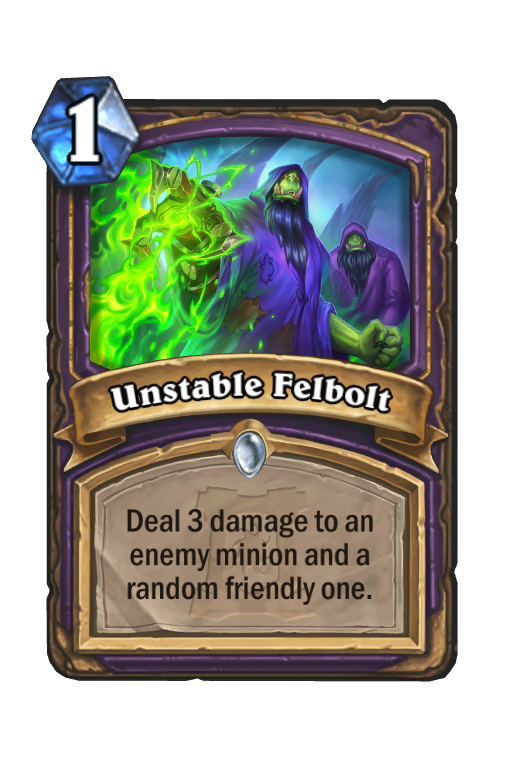 1
Unstable Felbolt
Deal 3 damage to an
enemy minion and a
random friendly one.